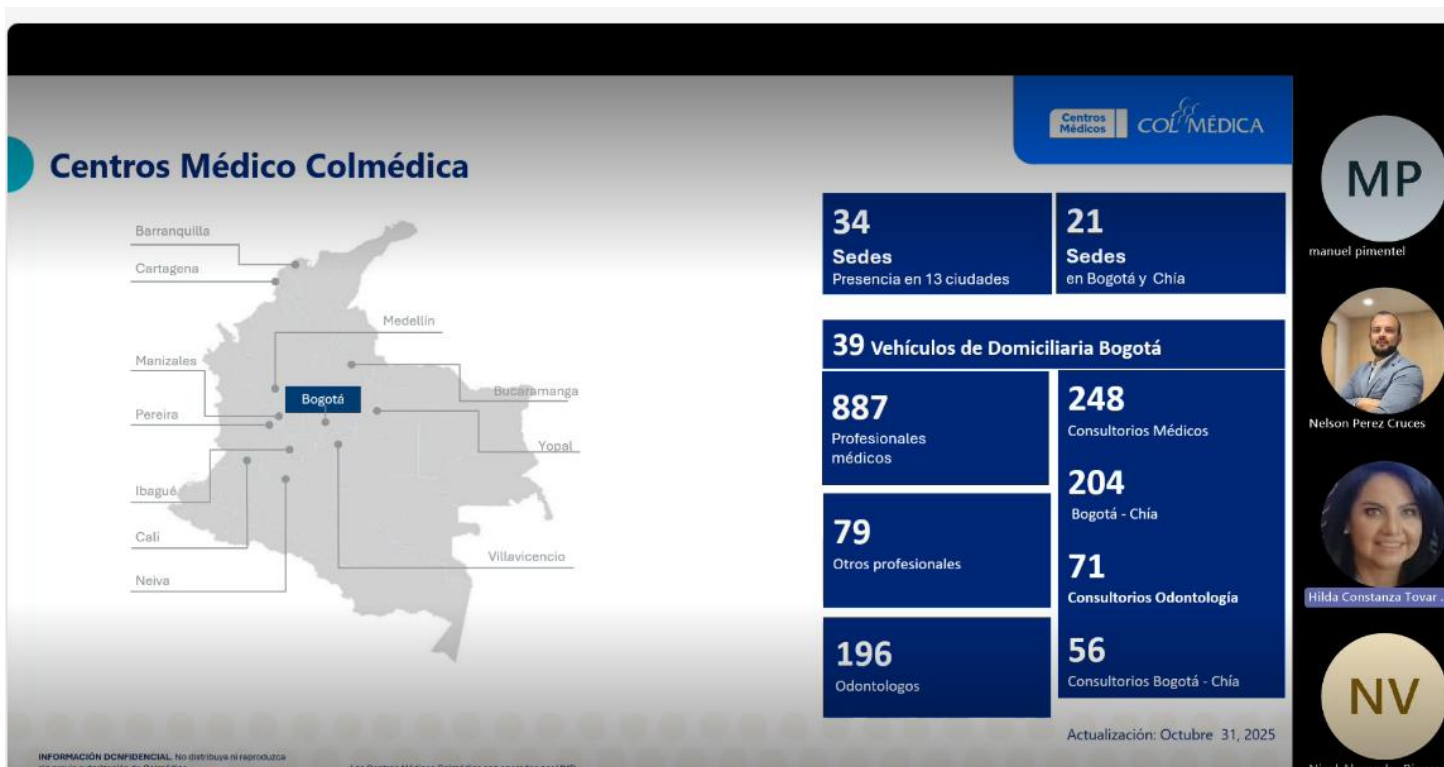 Centros
Médicos
COLMÉDICA
Centros Médico Colmédica
Barranquilla
Cartagena
Medellín
Manizales
Bucaramanga
Bogotá
Pereira
Yopal
Ibagué
Cali
Villavicencio
Neiva
34
Sedes
Presencia en 13 ciudades
21
Sedes
en Bogotá y Chía
39 Vehículos de Domiciliaria Bogotá
887
Profesionales
médicos
79
Otros profesionales
196
Odontologos
248
Consultorios Médicos
204
Bogotá - Chía
71
Consultorios Odontología
56
Consultorios Bogotá - Chía
Actualización: Octubre 31, 2025
INFORMACIÓN DCNFIDENCIAL. No distribuya ni reproduzca
MP
manuel pimentel
Nelson Perez Cruces
Hilda Constanza Tovar ..
NV